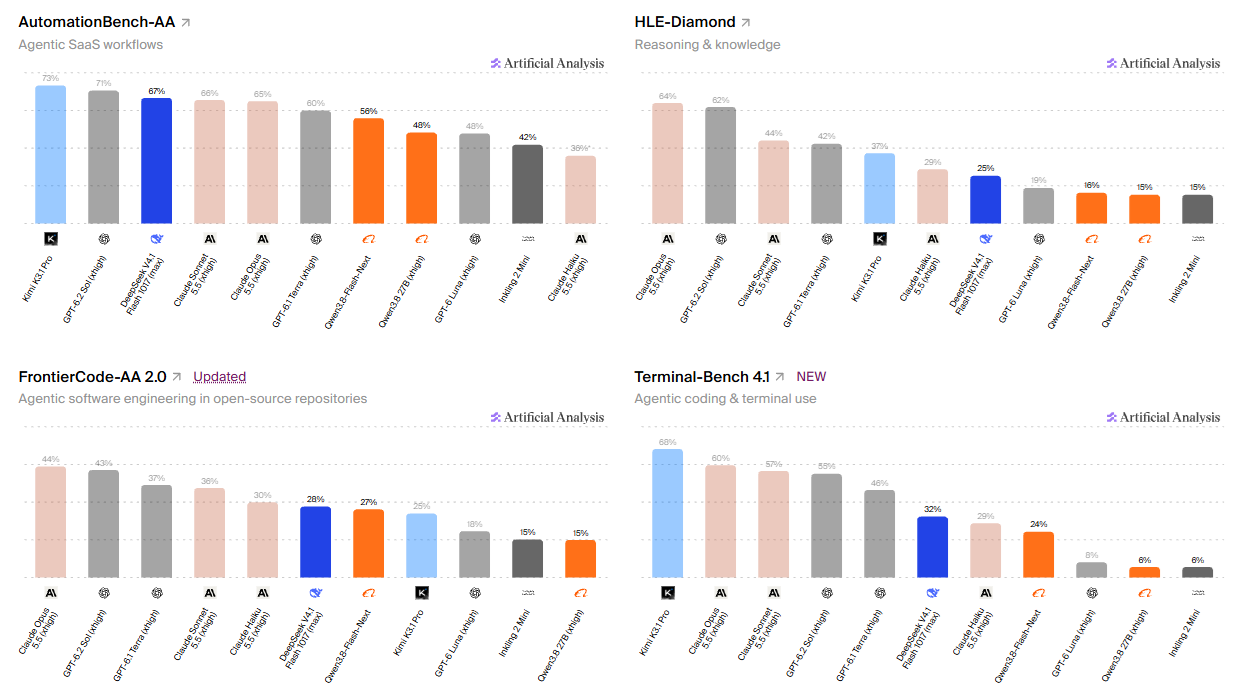 AutomationBench-AA
Agentic SaaS workflows
Artificial Analysis
73%
71%
67%
66%
65%
60%
56%
48%
48%
42%
36%
Kimi K3.1 Pro
GPT-6.2 Sol (xhigh)
DeepSeek V4.1
Flash 1017 (max)
Claude Sonnet
5.5 (xhigh)
Claude Opus
5.5 (xhigh)
GPT-6.1 Terra (xhigh)
Qwen3.8-Flash-Next
Qwen3.8 27B (xhigh)
GPT-6 Luna (xhigh)
Inkling 2 Mini
Claude Haiku
5.5 (xhigh)
HLE-Diamond
Reasoning & knowledge
Artificial Analysis
64%
62%
44%
42%
37%
29%
25%
19%
16%
15%
15%
Claude Opus
5.5 (xhigh)
GPT-6.2 Sol (xhigh)
Claude Sonnet
5.5 (xhigh)
GPT-6.1 Terra (xhigh)
Kimi K3.1 Pro
Claude Haiku
5.5 (xhigh)
DeepSeek V4.1
Flash 1017 (max)
GPT-6 Luna (xhigh)
Qwen3.8-Flash-Next
Qwen3.8 27B (xhigh)
Inkling 2 Mini
FrontierCode-AA 2.0 Updated
Agentic software engineering in open-source repositories
Artificial Analysis
44%
43%
37%
36%
30%
28%
27%
25%
18%
15%
15%
Claude Opus
5.5 (xhigh)
GPT-6.2 Sol (xhigh)
GPT-6.1 Terra (xhigh)
Claude Sonnet
5.5 (xhigh)
Claude Haiku
5.5 (xhigh)
DeepSeek V4.1
Flash 1017 (max)
Qwen3.8-Flash-Next
Kimi K3.1 Pro
GPT-6 Luna (xhigh)
Inkling 2 Mini
Qwen3.8 27B (xhigh)
Terminal-Bench 4.1 NEW
Agentic coding & terminal use
Artificial Analysis
68%
60%
57%
55%
46%
32%
29%
24%
8%
6%
6%
Kimi K3.1 Pro
Claude Opus
5.5 (xhigh)
Claude Sonnet
5.5 (xhigh)
GPT-6.2 Sol (xhigh)
GPT-6.1 Terra (xhigh)
DeepSeek V4.1
Flash 1017 (max)
Claude Haiku
5.5 (xhigh)
Qwen3.8-Flash-Next
GPT-6 Luna (xhigh)
Qwen3.8 27B (xhigh)
Inkling 2 Mini